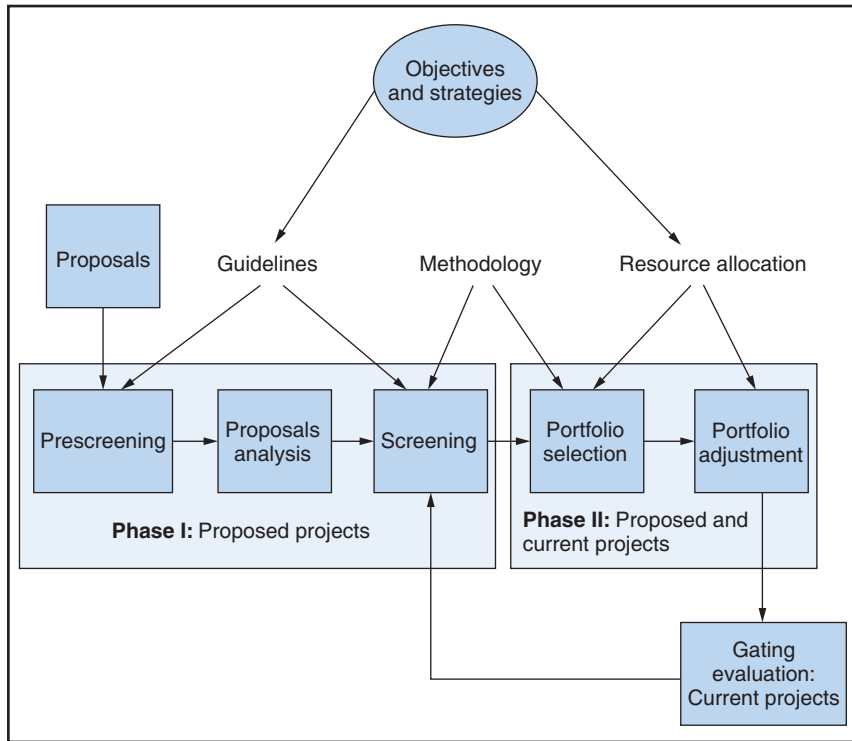 Objectives
and strategies
Proposals
Guidelines
Methodology
Resource allocation
Prescreening
Proposals
analysis
Screening
Portfolio
selection
Portfolio
adjustment
Phase I: Proposed projects
Phase II: Proposed and
current projects
Gating
evaluation:
Current projects